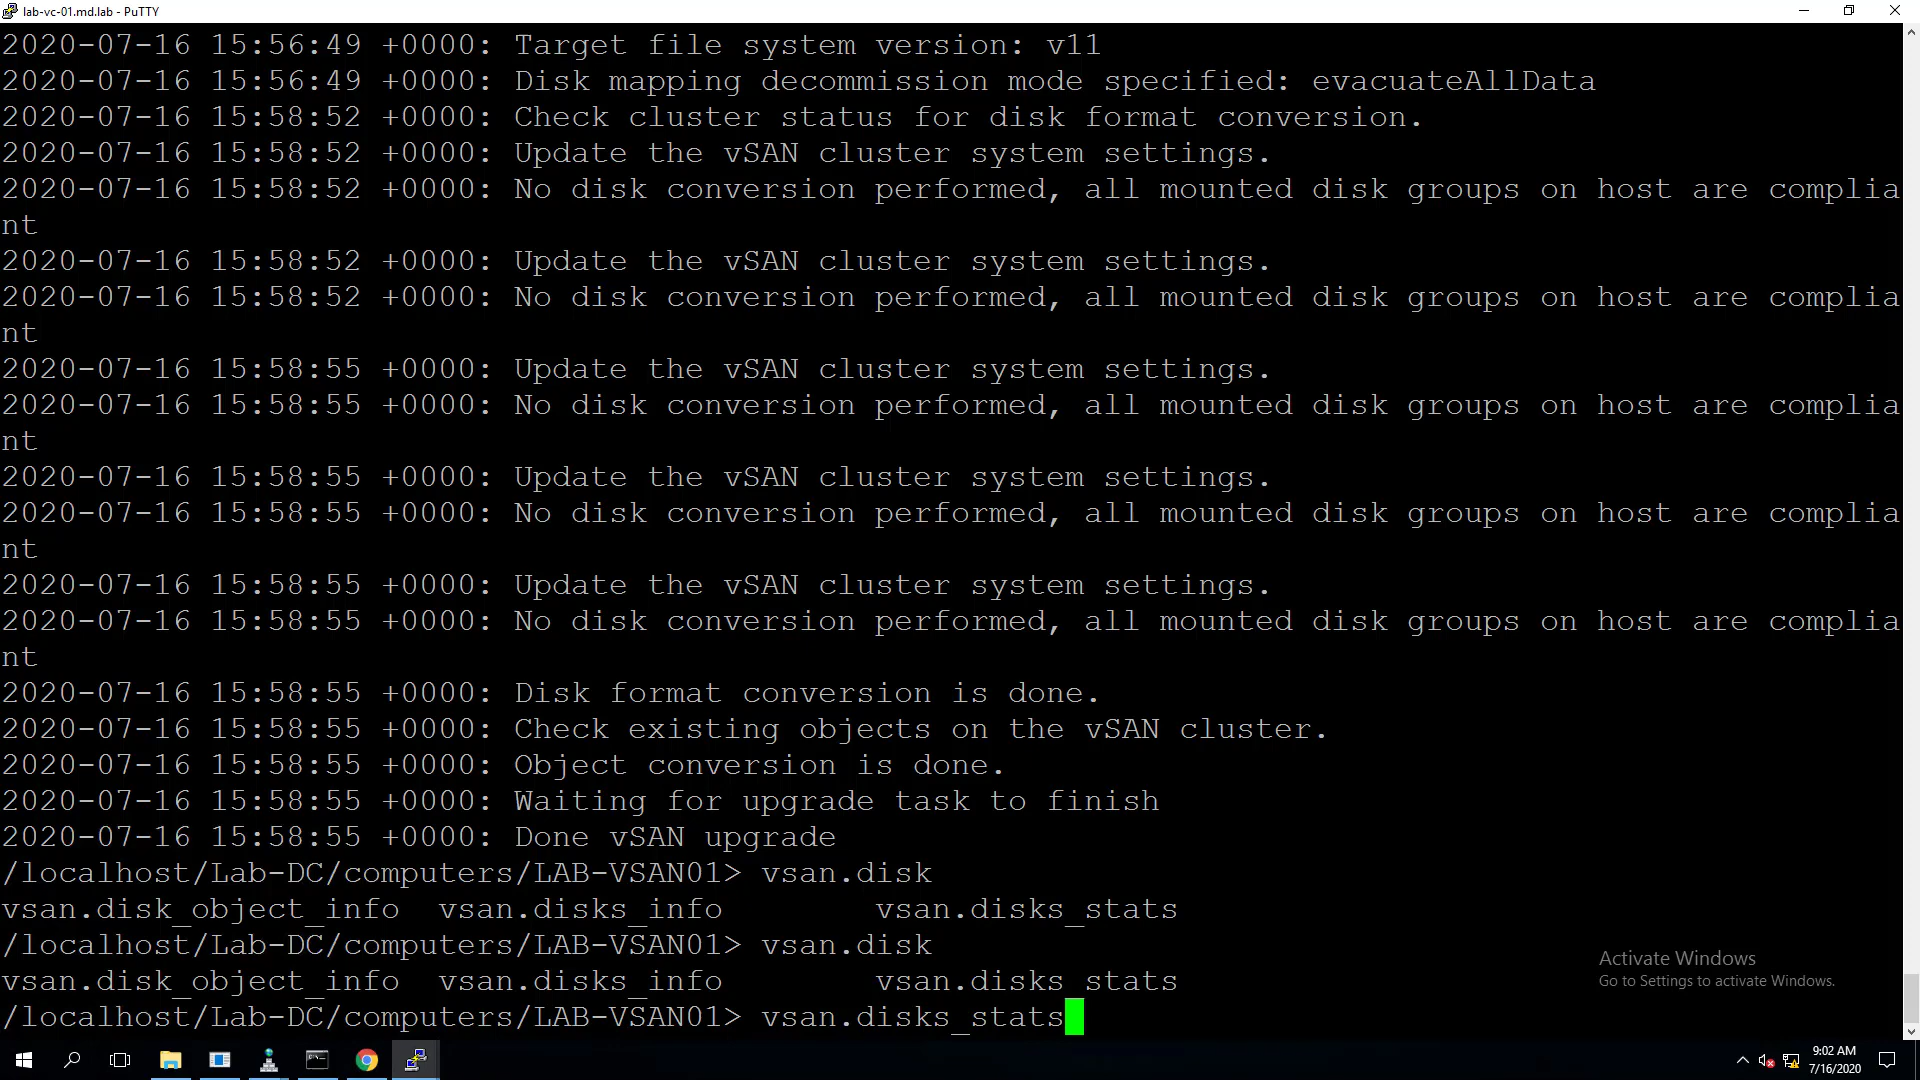 lab-vc-01.md.lab - PuTTY
2020-07-16 15:56:49 +0000: Target file system version: v11
2020-07-16 15:56:49 +0000: Disk mapping decommission mode specified: evacuateAllData
2020-07-16 15:58:52 +0000: Check cluster status for disk format conversion.
2020-07-16 15:58:52 +0000: Update the vSAN cluster system settings.
2020-07-16 15:58:52 +0000: No disk conversion performed, all mounted disk groups on host are complia
nt
2020-07-16 15:58:52 +0000: Update the vSAN cluster system settings.
2020-07-16 15:58:52 +0000: No disk conversion performed, all mounted disk groups on host are complia
nt
2020-07-16 15:58:55 +0000: Update the vSAN cluster system settings.
2020-07-16 15:58:55 +0000: No disk conversion performed, all mounted disk groups on host are complia
nt
2020-07-16 15:58:55 +0000: Update the vSAN cluster system settings.
2020-07-16 15:58:55 +0000: No disk conversion performed, all mounted disk groups on host are complia
nt
2020-07-16 15:58:55 +0000: Update the vSAN cluster system settings.
2020-07-16 15:58:55 +0000: No disk conversion performed, all mounted disk groups on host are complia
nt
2020-07-16 15:58:55 +0000: Disk format conversion is done.
2020-07-16 15:58:55 +0000: Check existing objects on the vSAN cluster.
2020-07-16 15:58:55 +0000: Object conversion is done.
2020-07-16 15:58:55 +0000: Waiting for upgrade task to finish
2020-07-16 15:58:55 +0000: Done vSAN upgrade
/localhost/Lab-DC/computers/LAB-VSAN01> vsan.disk
vsan.disk_object_info  vsan.disks_info        vsan.disks_stats
/localhost/Lab-DC/computers/LAB-VSAN01> vsan.disk
vsan.disk_object_info  vsan.disks_info        vsan.disks_stats
/localhost/Lab-DC/computers/LAB-VSAN01> vsan.disks_stats
Activate Windows
Go to Settings to activate Windows.
9:02 AM
7/16/2020